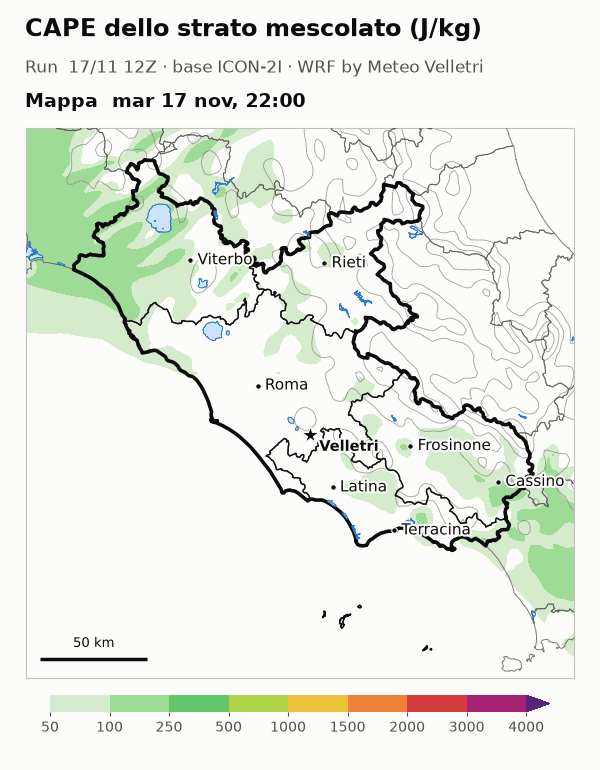 CAPE dello strato mescolato (J/kg)
Run  17/11 12Z · base ICON-2I · WRF by Meteo Velletri
Mappa  mar 17 nov, 22:00
Viterbo
Rieti
Roma
Velletri
Frosinone
Cassino
Latina
Terracina
50 km
50 100 250 500 1000 1500 2000 3000 4000